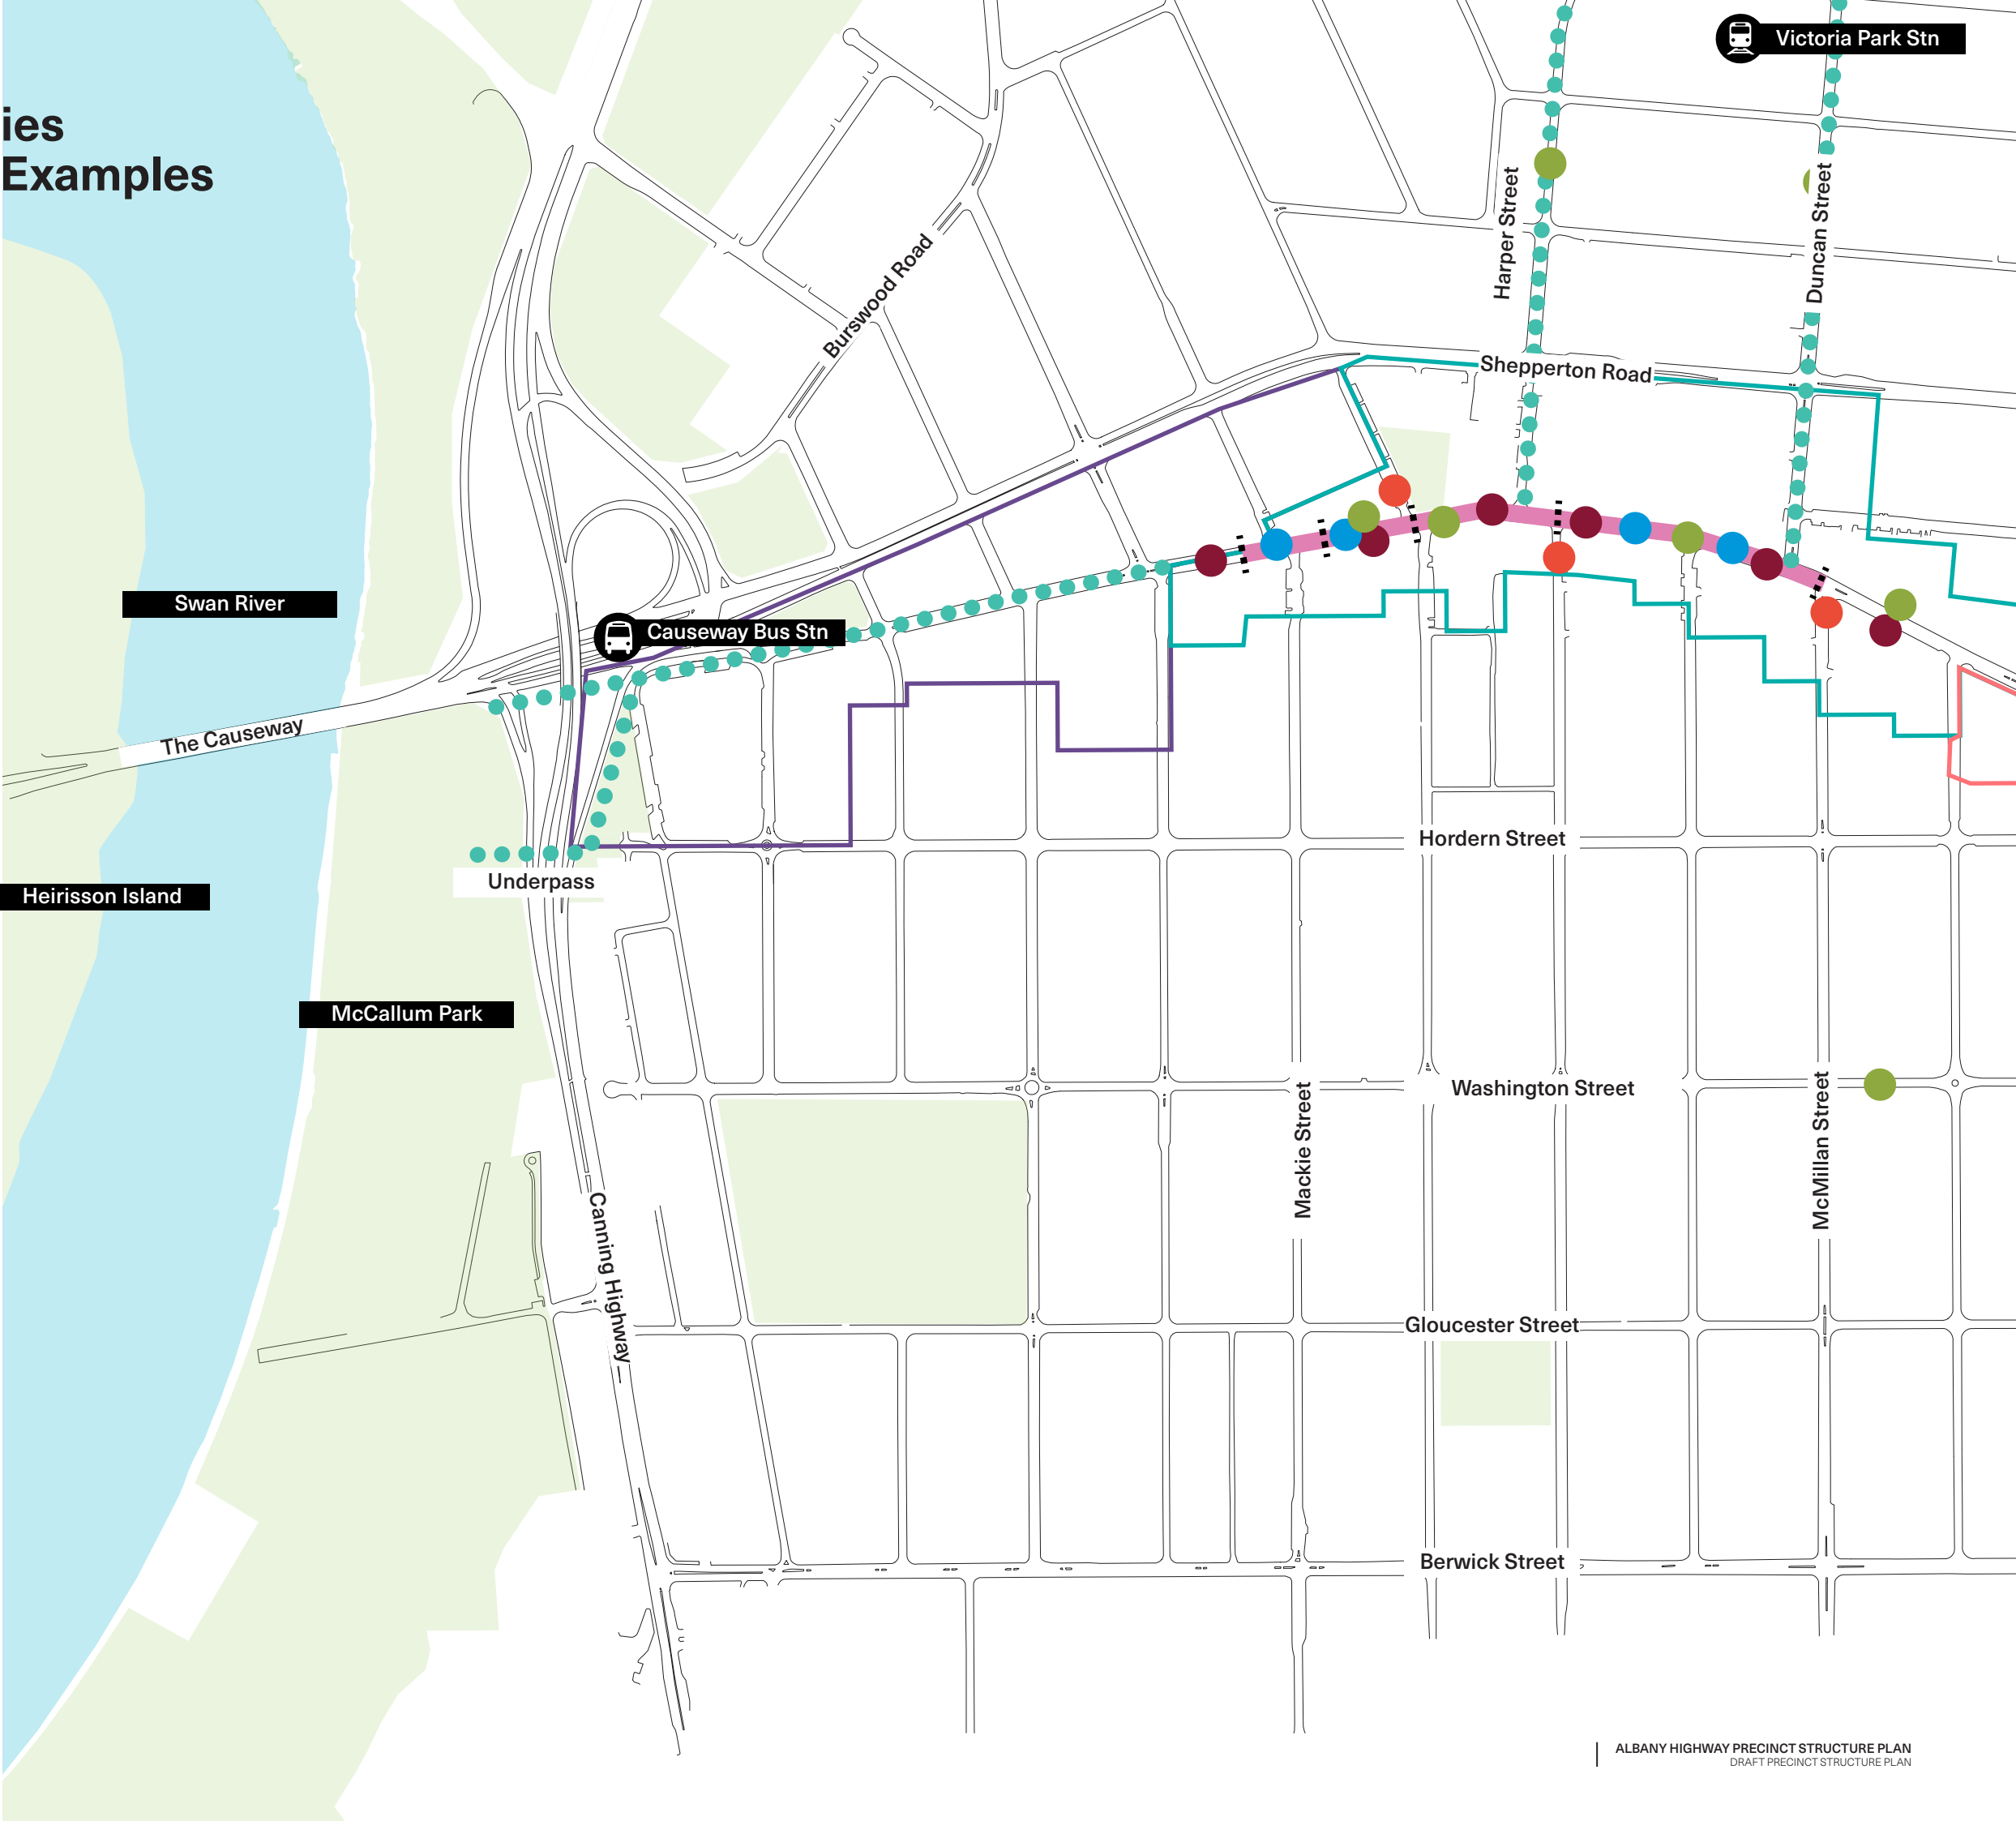 Victoria Park Stn
ies
Examples
Harper Street
Duncan Street
Burswood Road
Shepperton Road
Swan River
Causeway Bus Stn
The Causeway
Hordern Street
Underpass
Heirisson Island
McCallum Park
Washington Street
Mackie Street
McMillan Street
Canning Highway
Gloucester Street
Berwick Street
ALBANY HIGHWAY PRECINCT STRUCTURE PLAN
DRAFT PRECINCT STRUCTURE PLAN